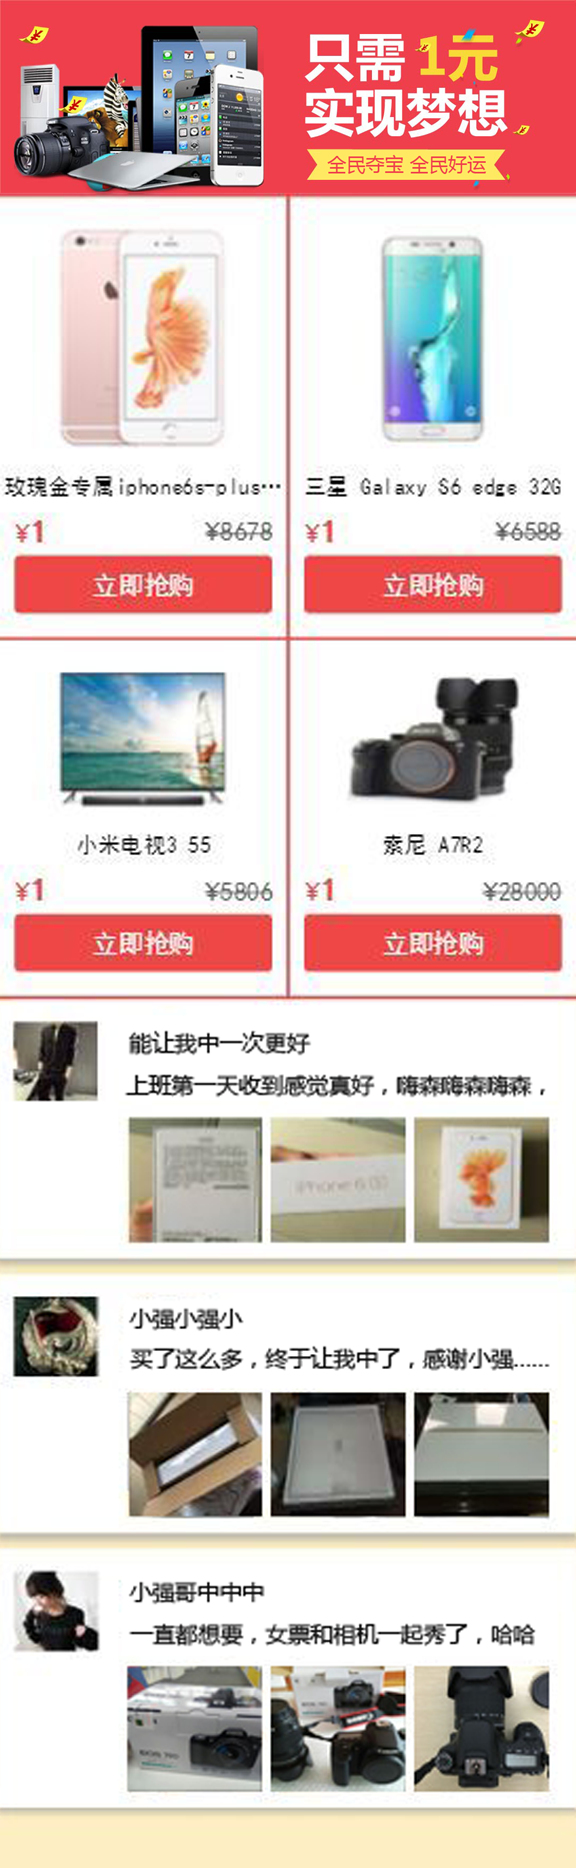 只需 1元
实现梦想
全民夺宝 全民好运
玫瑰金专属iphone6s-plus…
¥1 ¥8678
立即抢购
三星 Galaxy S6 edge 32G
¥1 ¥6588
立即抢购
小米电视3 55
¥1 ¥5806
立即抢购
索尼 A7R2
¥1 ¥28000
立即抢购
能让我中一次更好
上班第一天收到感觉真好，嗨森嗨森嗨森，
iPhone 6s
小强小强小
买了这么多，终于让我中了，感谢小强......
小强哥中中中
一直都想要，女票和相机一起秀了，哈哈